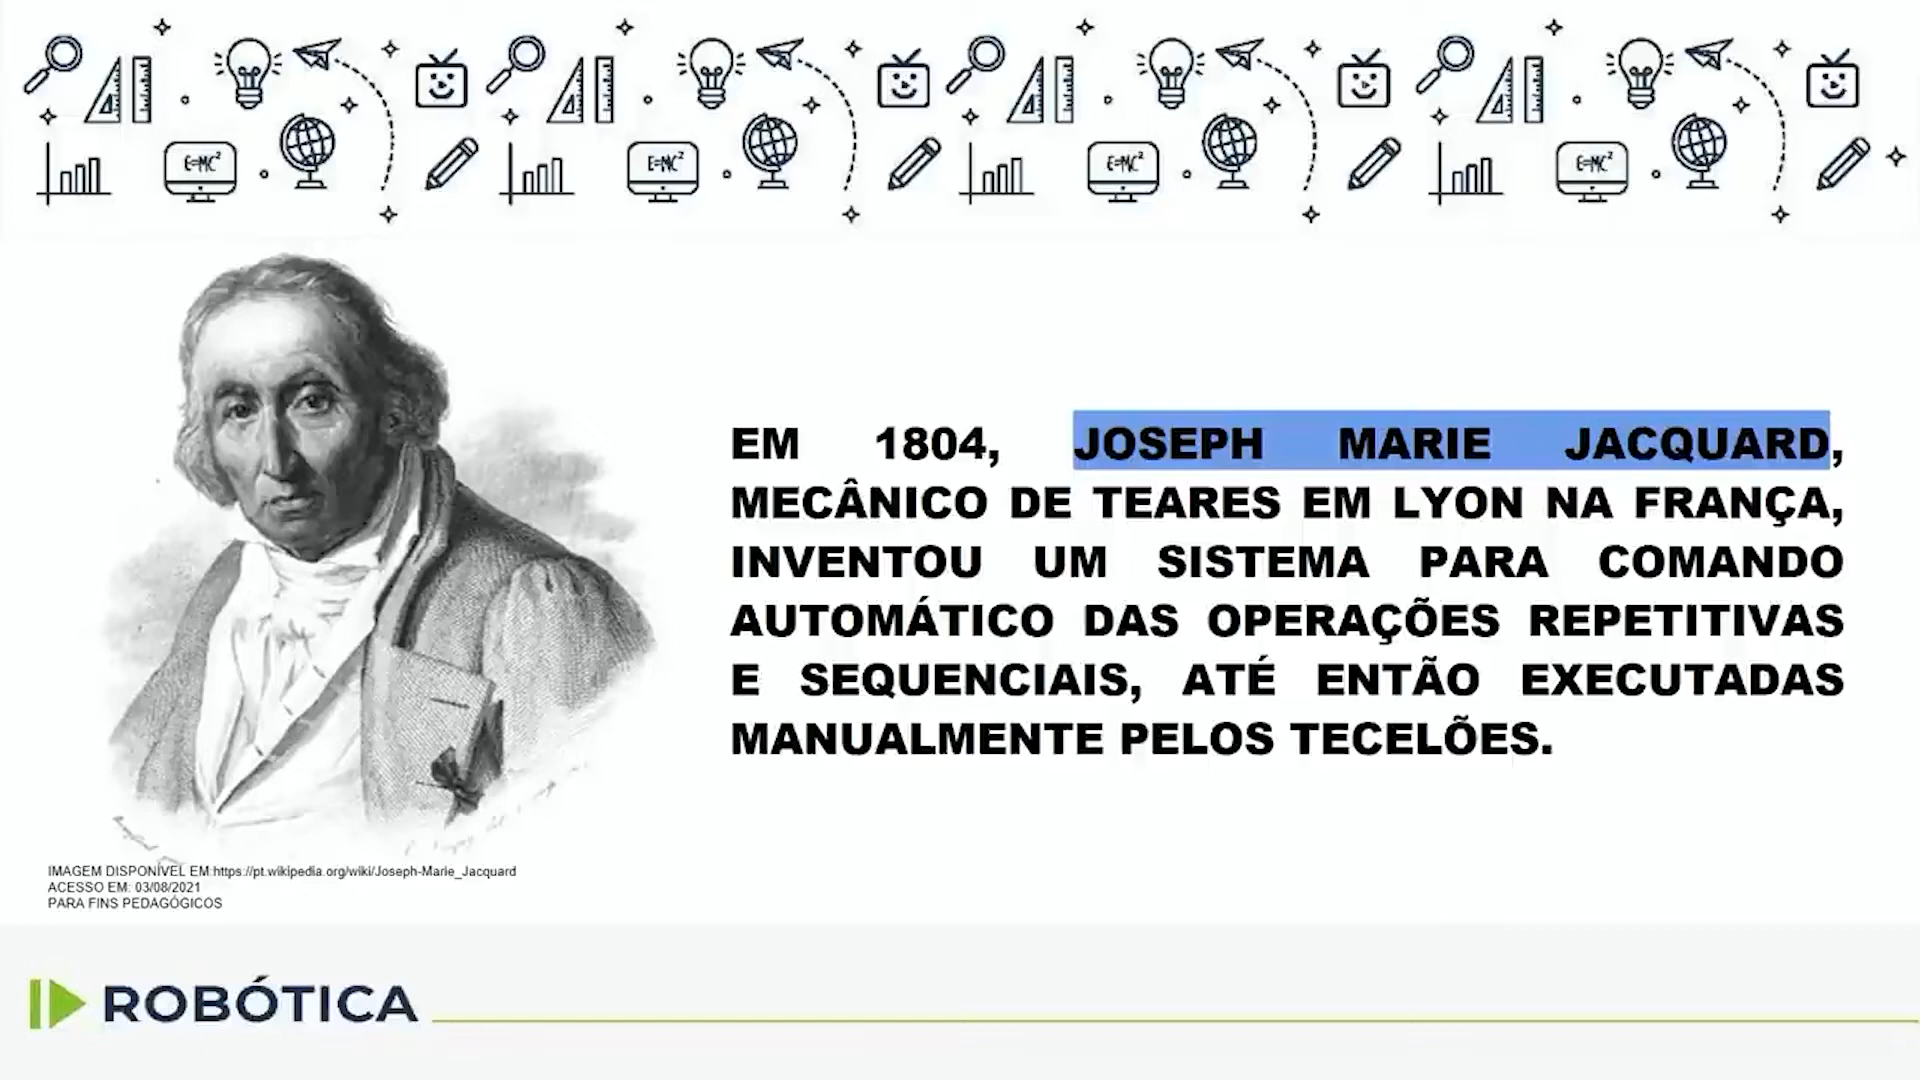 E=MC²
E=MC²
E=MC²
E=MC²
EM 1804, JOSEPH MARIE JACQUARD,
MECÂNICO DE TEARES EM LYON NA FRANÇA,
INVENTOU UM SISTEMA PARA COMANDO
AUTOMÁTICO DAS OPERAÇÕES REPETITIVAS
E SEQUENCIAIS, ATÉ ENTÃO EXECUTADAS
MANUALMENTE PELOS TECELÕES.
IMAGEM DISPONÍVEL EM:https://pt.wikipedia.org/wiki/Joseph-Marie_Jacquard
ACESSO EM: 03/08/2021
PARA FINS PEDAGÓGICOS
ROBÓTICA